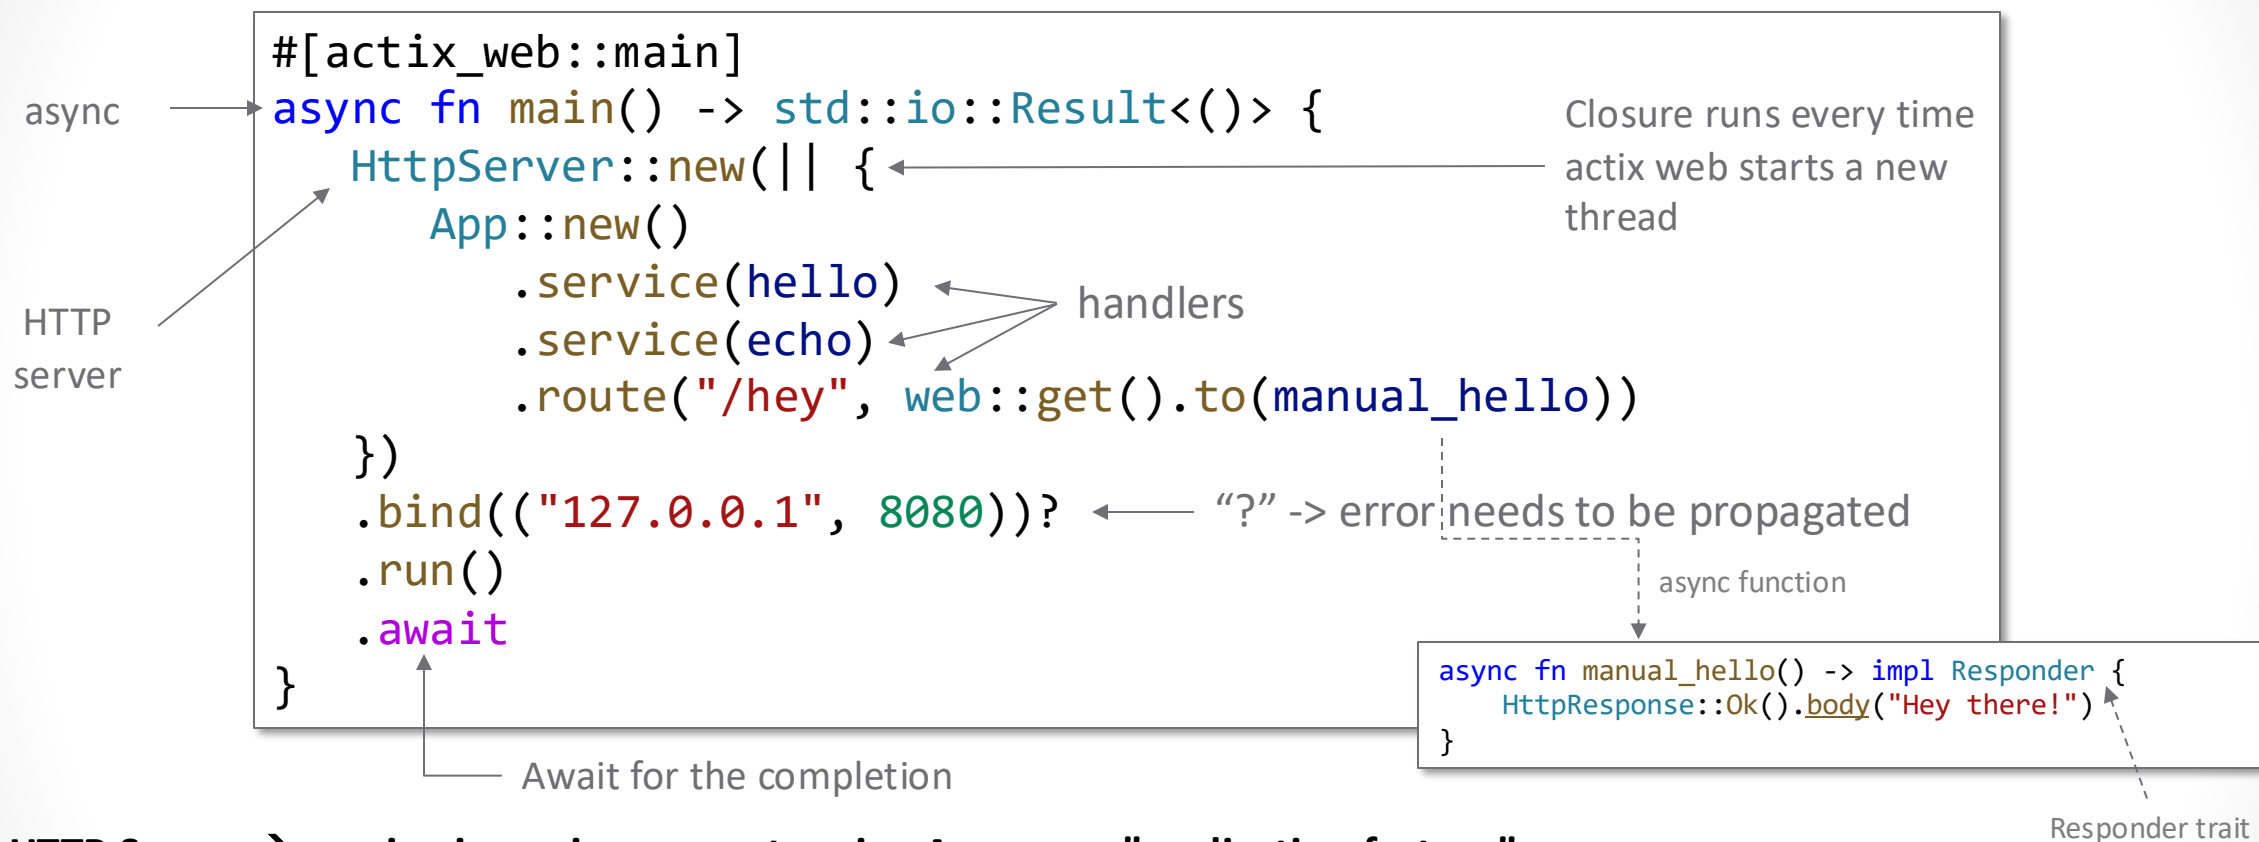 #[actix_web::main]
async fn main() -> std::io::Result<()> {
HttpServer::new(|| {
App::new()
.service(hello)
.service(echo)
.route("/hey", web::get().to(manual_hello))
})
.bind(("127.0.0.1", 8080))?
.run()
.await
}
async
HTTP
server
Closure runs every time
actix web starts a new
thread
handlers
“?” -> error needs to be propagated
async function
async fn manual_hello() -> impl Responder {
HttpResponse::Ok().body("Hey there!")
}
Await for the completion
Responder trait